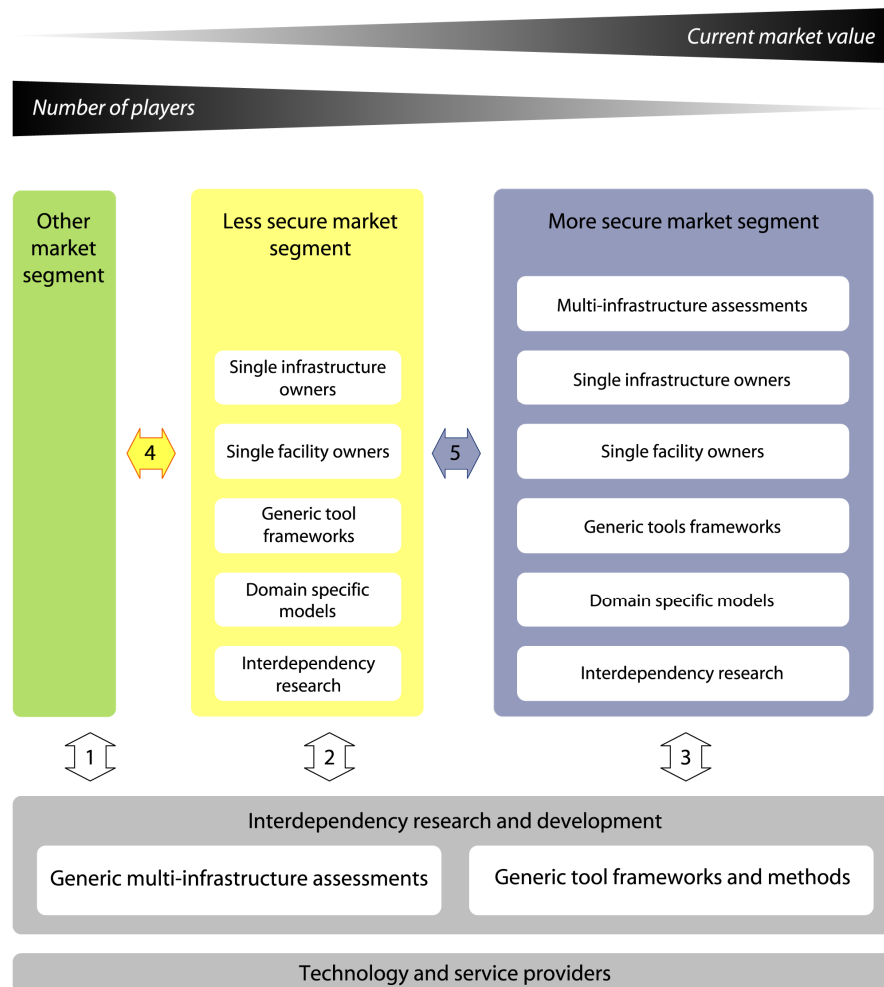 Current market value
Number of players
Other
market
segment
Less secure market
segment
Single infrastructure
owners
Single facility owners
Generic tool
frameworks
Domain specific
models
Interdependency
research
More secure market segment
Multi-infrastructure assessments
Single infrastructure owners
Single facility owners
Generic tools frameworks
Domain specific models
Interdependency research
4
5
1
2
3
Interdependency research and development
Generic multi-infrastructure assessments
Generic tool frameworks and methods
Technology and service providers